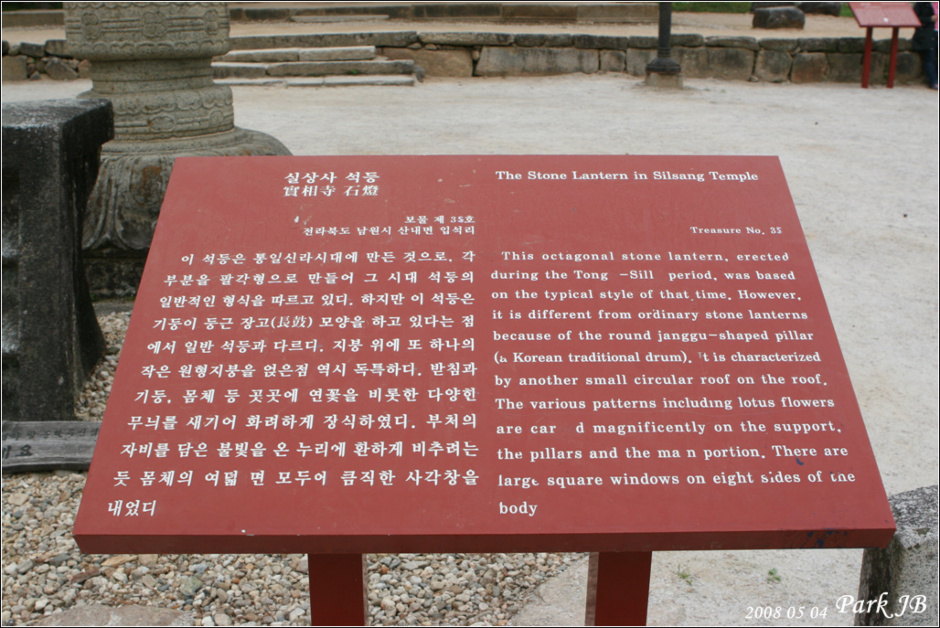 실상사 석등
實相寺 石燈
보물 제 35호
전라북도 남원시 산내면 입석리
이 석등은 통일신라시대에 만든 것으로, 각
부분을 팔각형으로 만들어 그 시대 석등의
일반적인 형식을 따르고 있다. 하지만 이 석등은
기둥이 둥근 장고(長鼓) 모양을 하고 있다는 점
에서 일반 석등과 다르디. 지붕 위에 또 하나의
작은 원형지붕을 얹은점 역시 독특하다. 받침과
기둥, 몸체 등 곳곳에 연꽃을 비롯한 다양한
무늬를 새기어 화려하게 장식하였다. 부처의
자비를 담은 불빛을 온 누리에 환하게 비추려는
듯 몸체의 여덟 면 모두어 큼직한 사각창을
내었디
The Stone Lantern in Silsang Temple
Treasure No. 35
This octagonal stone lantern, erected
during the Tong -Sill period, was based
on the typical style of that time. However,
it is different from ordinary stone lanterns
because of the round janggu-shaped pillar
(a Korean traditional drum). It is characterized
by another small circular roof on the roof.
The various patterns including lotus flowers
are car d magnificently on the support,
the pillars and the ma n portion. There are
large square windows on eight sides of the
body
2008 05 04 Park JB